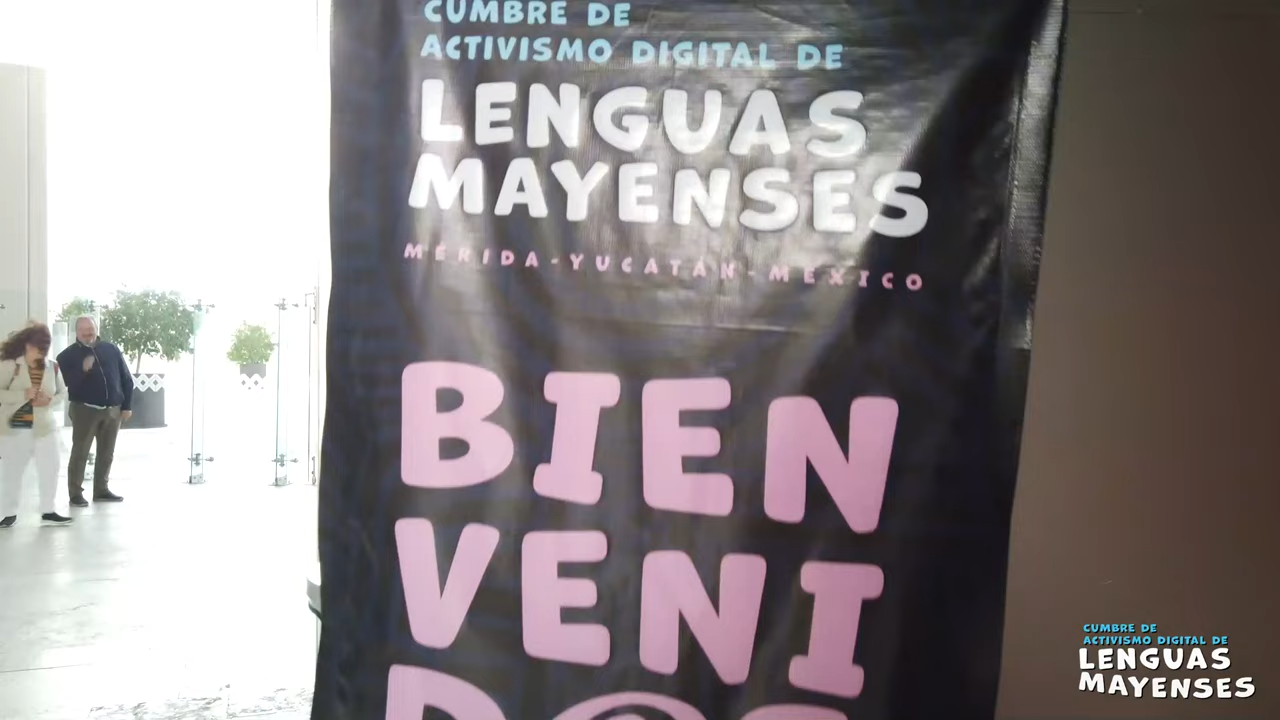 CUMBRE DE
ACTIVISMO DIGITAL DE
LENGUAS
MAYENSES
MÉRIDA-YUCATÁN-MÉXICO
BIEN
VENI
CUMBRE DE
ACTIVISMO DIGITAL DE
LENGUAS
MAYENSES